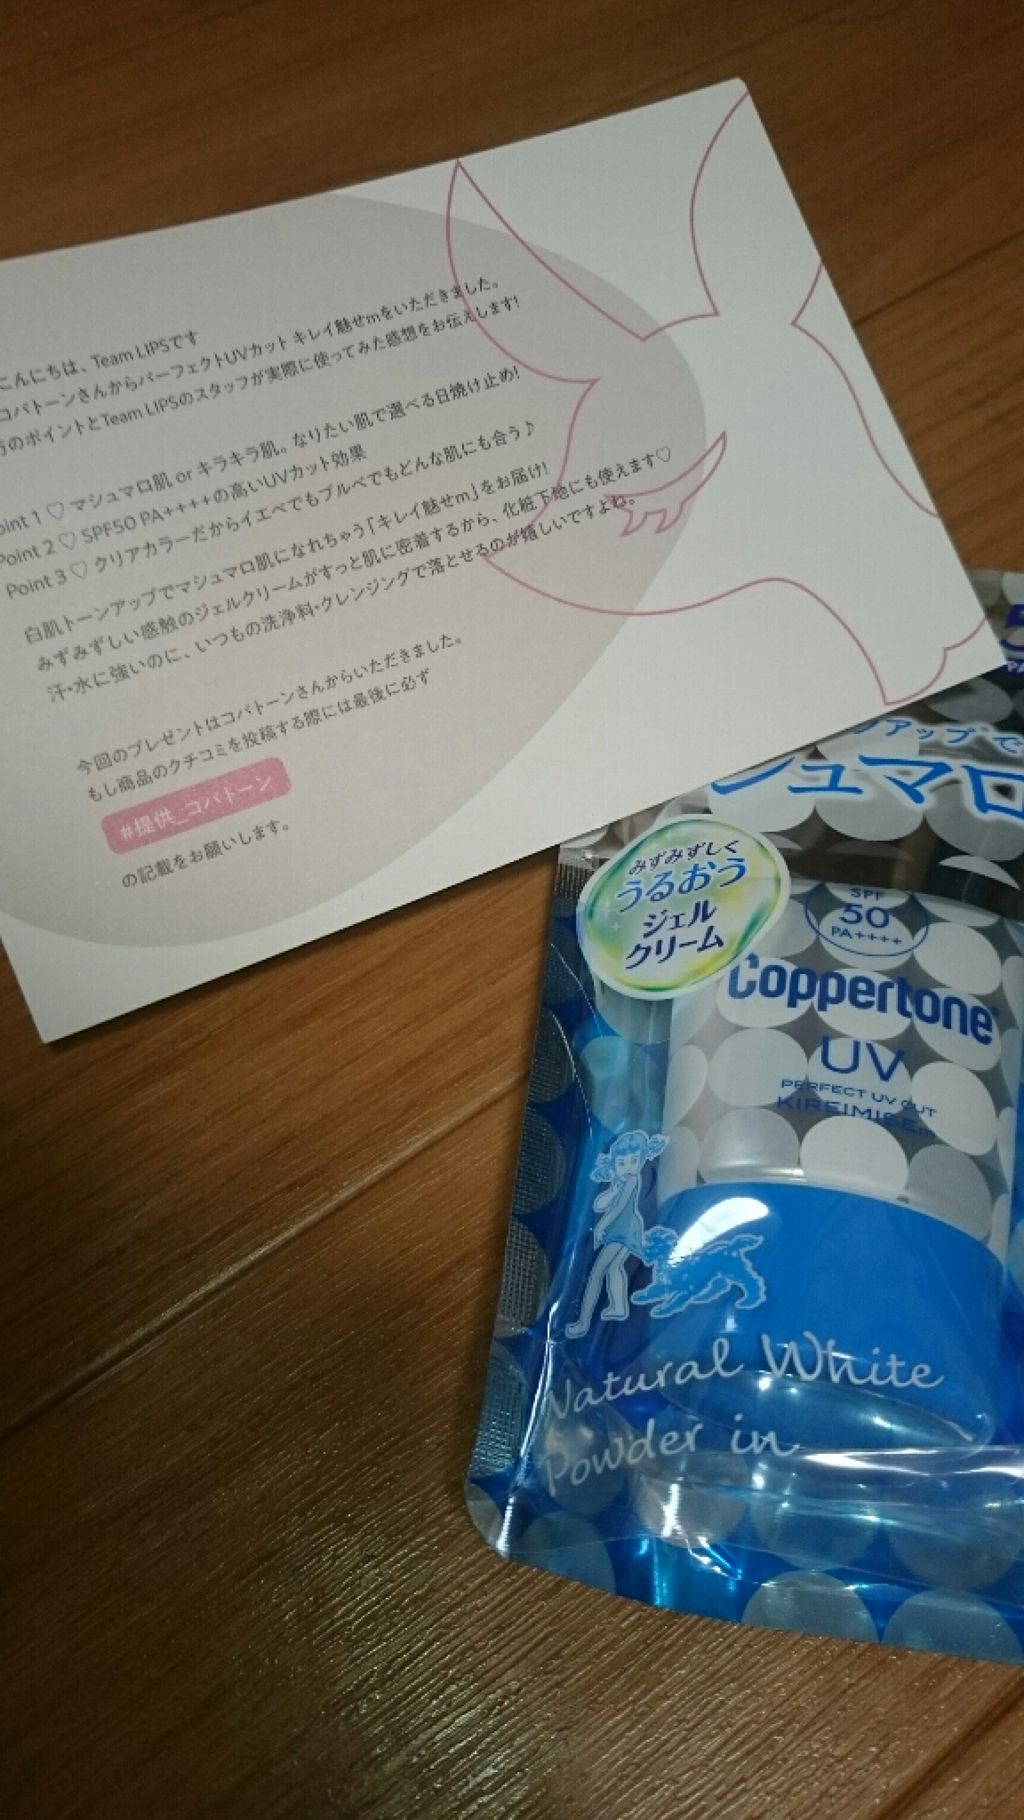 こんにちは、Team LIPSです
コパトーンさんからパーフェクトUVカット キレイ魅せmをいただきました。
のポイントとTeam LIPSのスタッフが実際に使ってみた感想をお伝えします!
oint 1 ♡ マシュマロ肌 or キラキラ肌。なりたい肌で選べる日焼け止め!
Point 2 ♡ SPF50 PA++++の高いUVカット効果
Point 3 ♡ クリアカラーだからイエベでもブルベでもどんな肌にも合う♪
白肌トーンアップでマシュマロ肌になれちゃう「キレイ魅せm」をお届け!
みずみずしい感触のジェルクリームがすっと肌に密着するから、化粧下地にも使えます♡
汗・水に強いのに、いつもの洗浄料・クレンジングで落とせるのが嬉しいですよね。
今回のプレゼントはコパトーンさんからいただきました。
もし商品のクチコミを投稿する際には最後に必ず
#提供_コパトーン
の記載をお願いします。
5
PA
ンアップ で
シュマロ
みずみずしく
うるおう
ジェル
クリーム
SPF
50
PA++++
Coppertone
UV
PERFECT UV CUT
KIREIMISEm
Natural White
Powder in